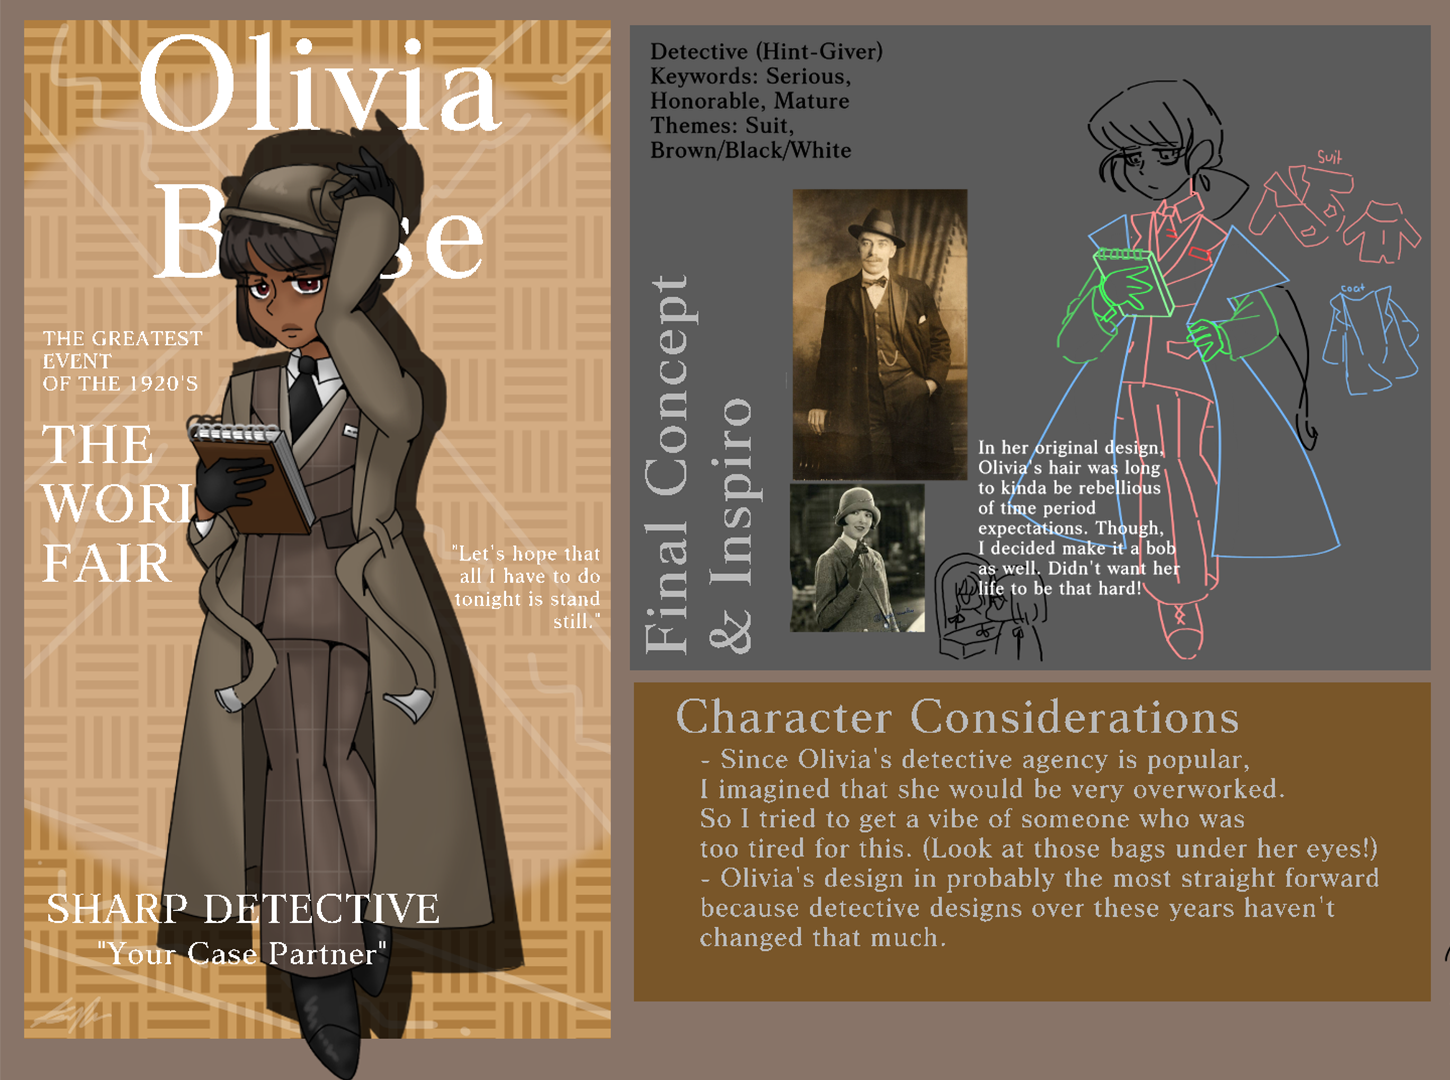 Olivia
THE GREATEST
EVENT
OF THE 1920'S
THE
FAIR
"Let's hope that
all I have to do
tonight is stand
still."
SHARP DETECTIVE
"Your Case Partner"
Detective (Hint-Giver)
Keywords: Serious,
Honorable, Mature
Themes: Suit,
Brown/Black/White
Final Concept
& Inspiro
Suit
coat
In her original design,
Olivia's hair was long
to kinda be rebellious
of time period
expectations. Though,
I decided make it a bob
as well. Didn't want her
life to be that hard!
Character Considerations
- Since Olivia's detective agency is popular,
I imagined that she would be very overworked.
So I tried to get a vibe of someone who was
too tired for this. (Look at those bags under her eyes!)
- Olivia's design in probably the most straight forward
because detective designs over these years haven't
changed that much.